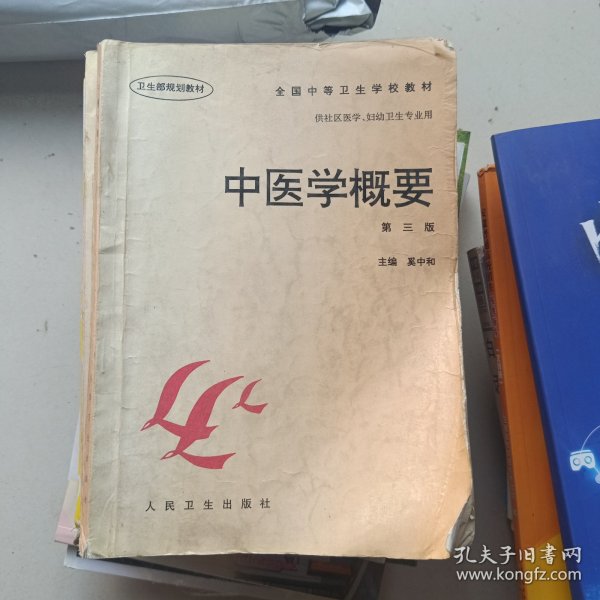 卫生部规划教材
全国中等卫生学校教材
供社区医学、妇幼卫生专业用
中医学概要
第三版
主编 奚中和
人民卫生出版社
孔夫子旧书网
www.kongfz.com